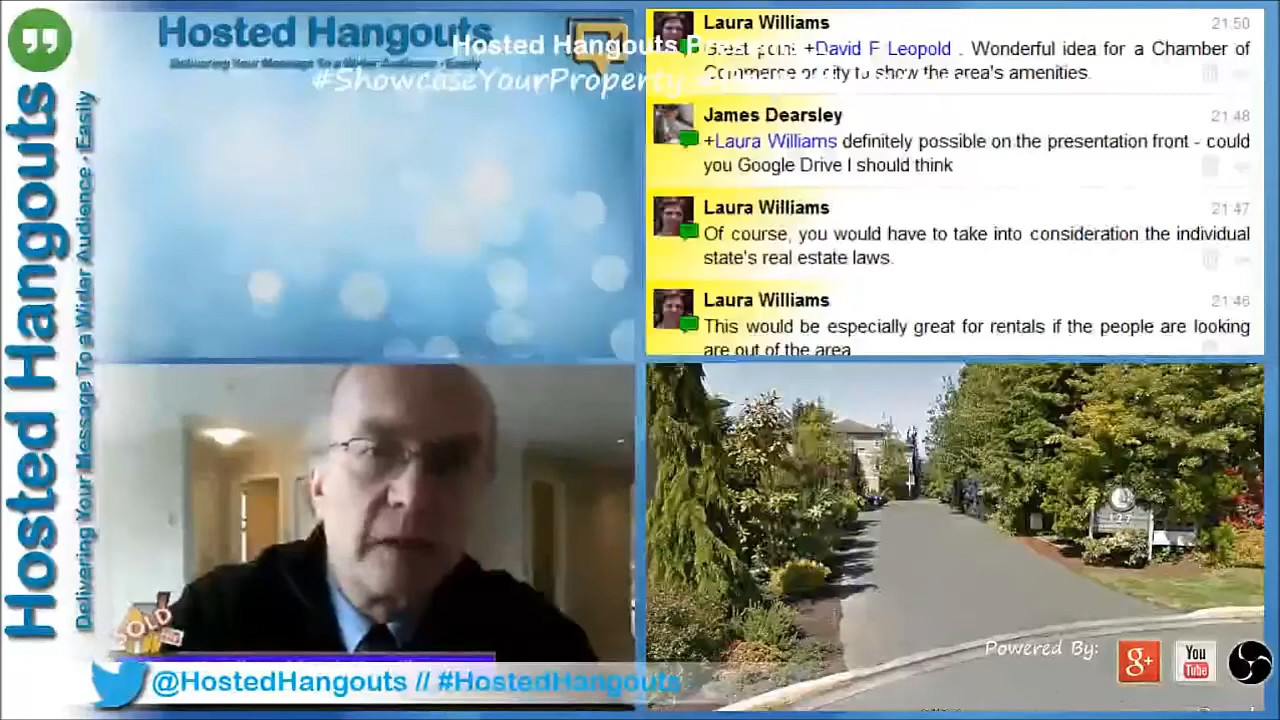 Hosted Hangouts
Delivering Your Message To a Wider Audience - Easily
Hosted Hangouts
Delivering Your Message To a Wider Audience - Easily
Hosted Hangouts
#ShowcaseYourProperty
Laura Williams 21:50
Great point +David F Leopold . Wonderful idea for a Chamber of
Commerce or city to show the area's amenities.
James Dearsley 21:48
+Laura Williams definitely possible on the presentation front - could
you Google Drive I should think
Laura Williams 21:47
Of course, you would have to take into consideration the individual
state's real estate laws.
Laura Williams 21:46
This would be especially great for rentals if the people are looking
are out of the area
127
SOLD
Powered By:
g+
You
Tube
@HostedHangouts // #HostedHangouts